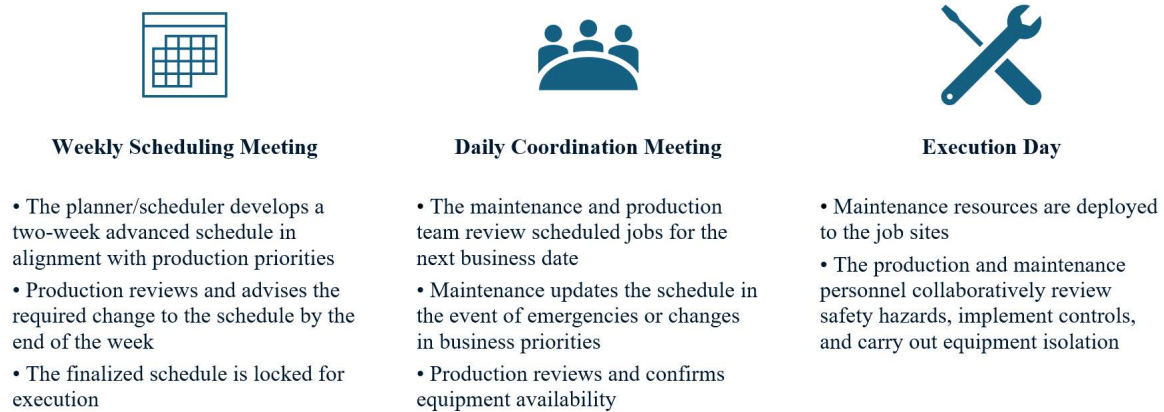 Weekly Scheduling Meeting
• The planner/scheduler develops a
two-week advanced schedule in
alignment with production priorities
• Production reviews and advises the
required change to the schedule by the
end of the week
• The finalized schedule is locked for
execution
Daily Coordination Meeting
• The maintenance and production
team review scheduled jobs for the
next business date
• Maintenance updates the schedule in
the event of emergencies or changes
in business priorities
• Production reviews and confirms
equipment availability
Execution Day
• Maintenance resources are deployed
to the job sites
• The production and maintenance
personnel collaboratively review
safety hazards, implement controls,
and carry out equipment isolation